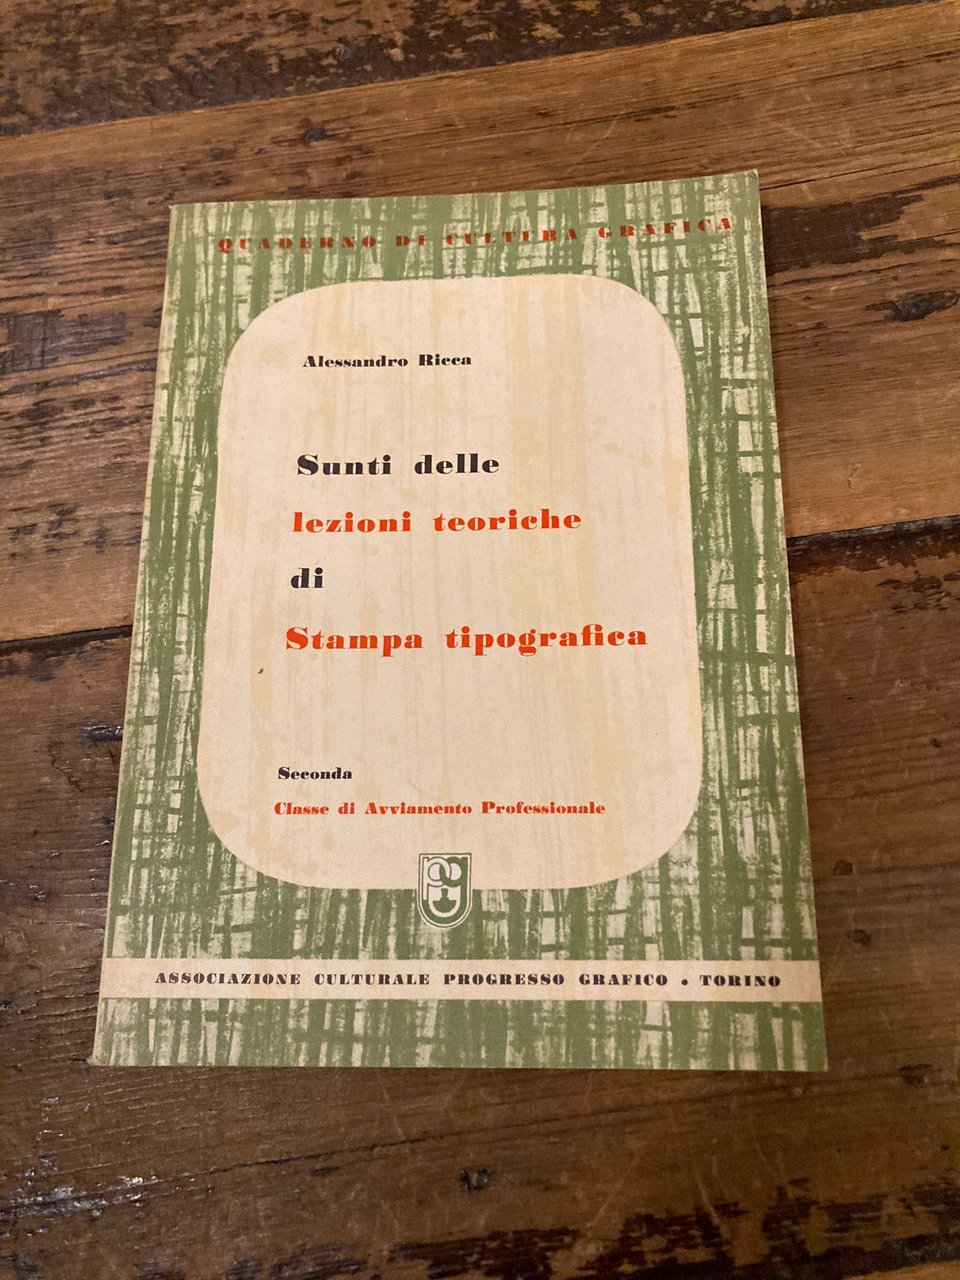 QUADERNO DI CULTURA GRAFICA
Alessandro Ricca
Sunti delle
lezioni teoriche
di
Stampa tipografica
Seconda
Classe di Avviamento Professionale
pg
ASSOCIAZIONE CULTURALE PROGRESSO GRAFICO • TORINO